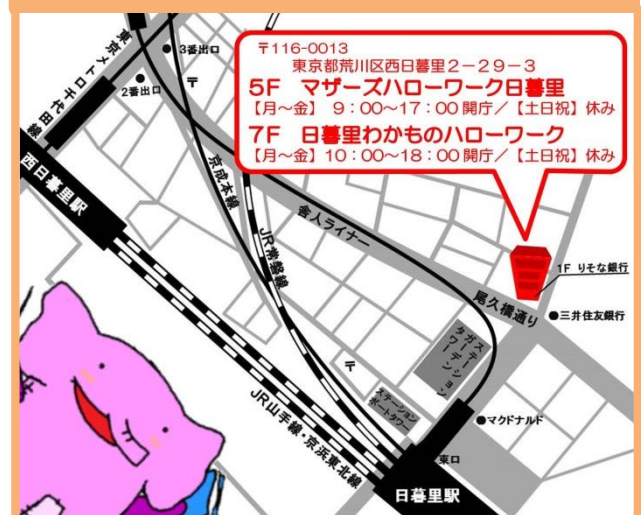 〒116-0013
東京都荒川区西日暮里2-29-3
5F マザーズハローワーク日暮里
【月~金】 9:00~17:00開庁/【土日祝】休み
7F 日暮里わかものハローワーク
【月~金】10:00~18:00開庁/【土日祝】休み
3番出口
2番出口
東京メトロ千代田線
〒
西日暮里駅
京成本線
JR常磐線
舎人ライナー
尾久橋通り
1F りそな銀行
三井住友銀行
ステーション
ガーデン
タワー
〒
ステーション
ポートタワー
JR山手線・京浜東北線
マクドナルド
東口
日暮里駅